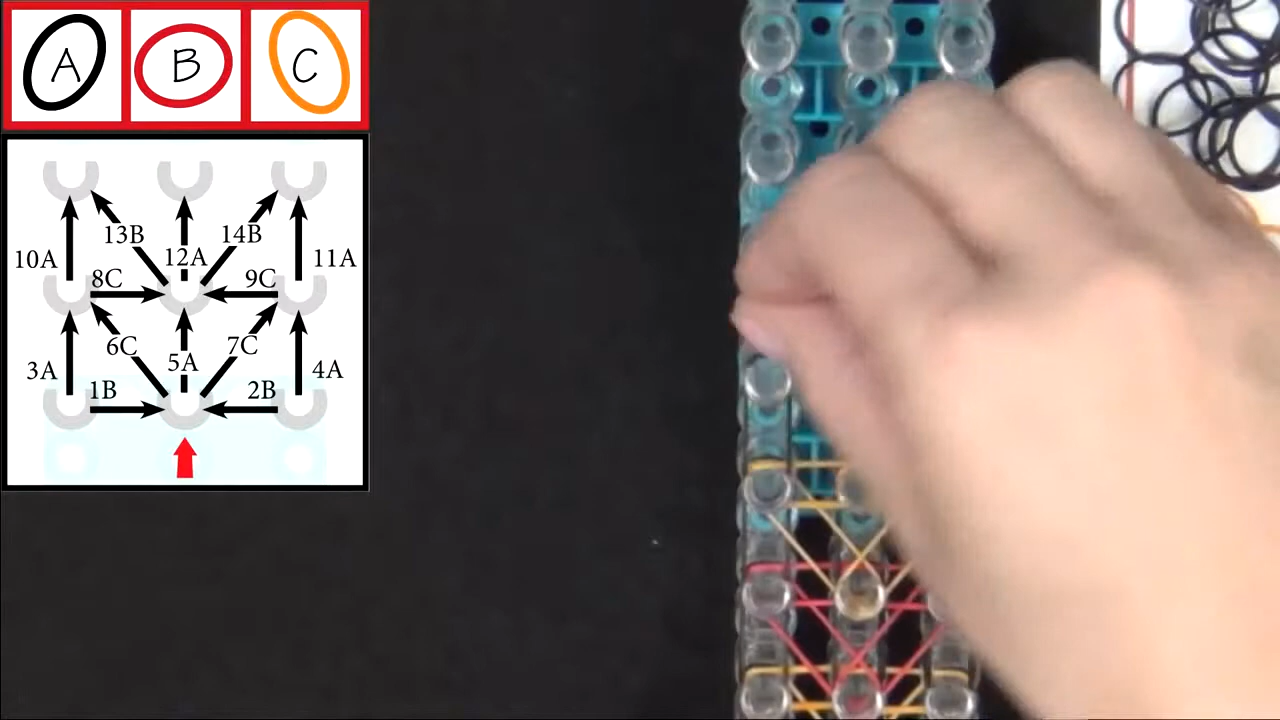 A B C
13B 14B
10A 12A 11A
8C 9C
6C 7C
3A 5A 4A
1B 2B